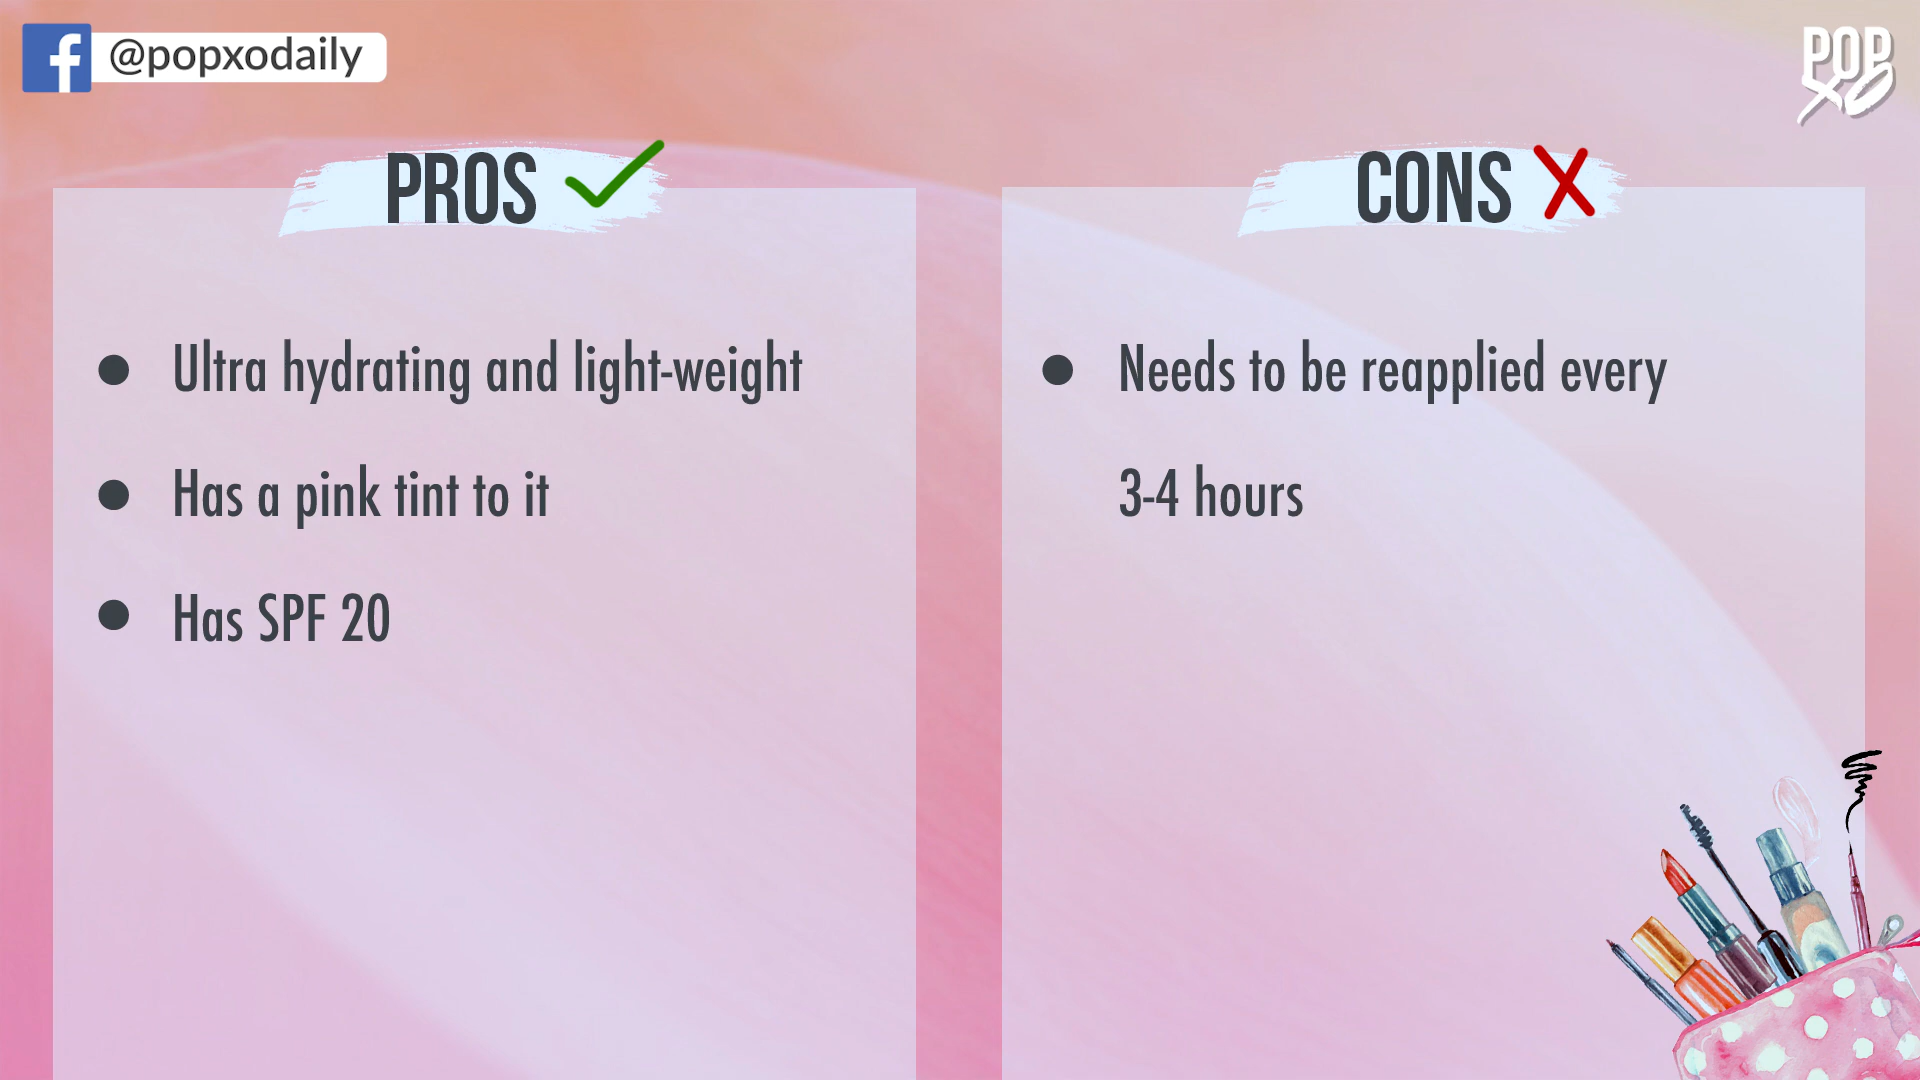 @popxodaily
POP
XO
PROS
CONS
● Ultra hydrating and light-weight
● Has a pink tint to it
● Has SPF 20
● Needs to be reapplied every
3-4 hours